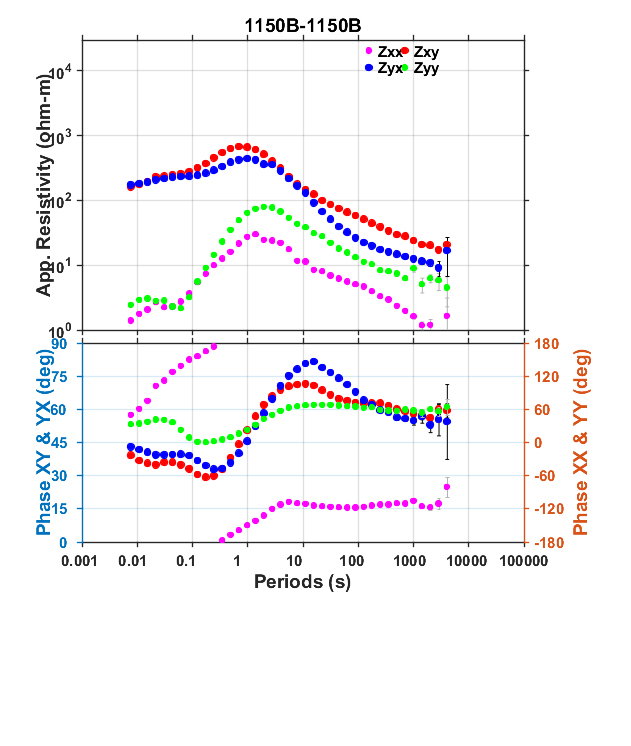 1150B-1150B
Zxx Zxy
Zyx Zyy
App. Resistivity (ohm-m)
10^4
10^3
10^2
10^1
10^0
Phase XY & YX (deg)
90
75
60
45
30
15
0
Phase XX & YY (deg)
180
120
60
0
-60
-120
-180
0.001 0.01 0.1 1 10 100 1000 10000 100000
Periods (s)